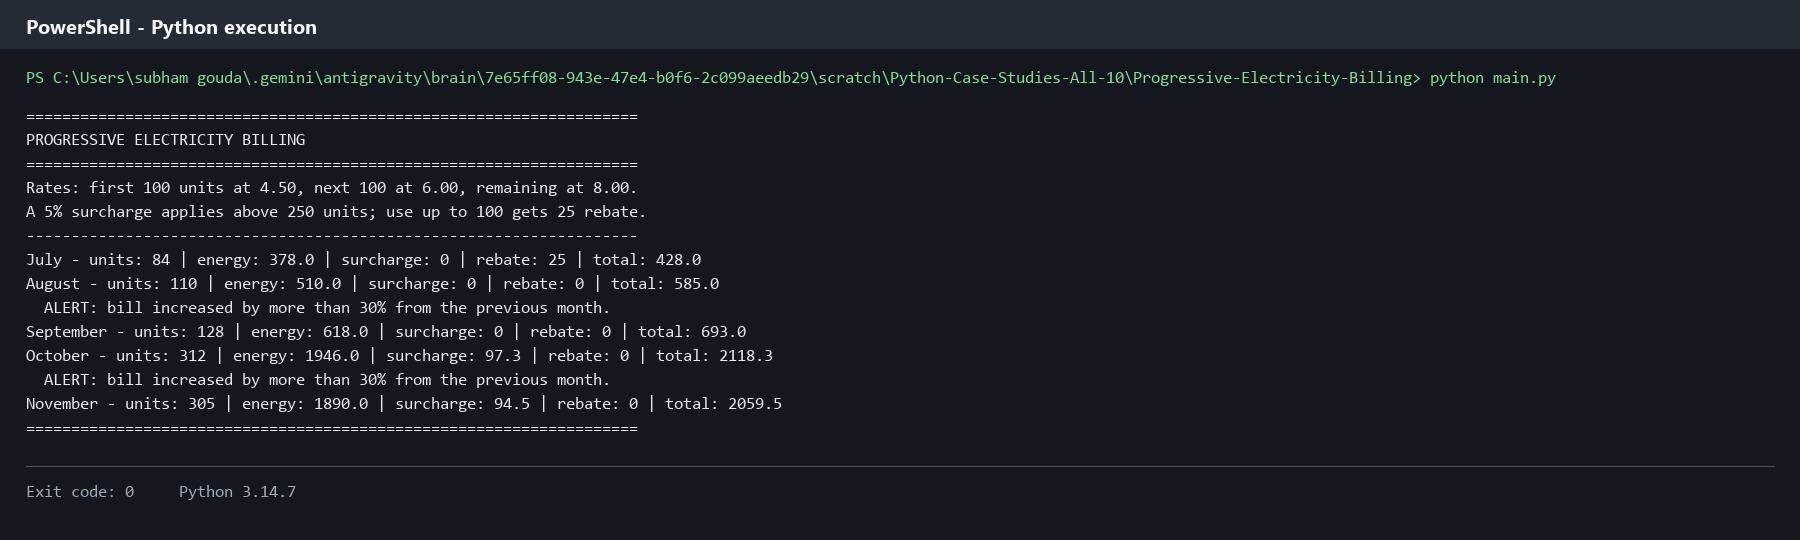 PowerShell - Python execution
PS C:\Users\subham gouda\.gemini\antigravity\brain\7e65ff08-943e-47e4-b0f6-2c099aeedb29\scratch\Python-Case-Studies-All-10\Progressive-Electricity-Billing> python main.py
====================================================================
PROGRESSIVE ELECTRICITY BILLING
====================================================================
Rates: first 100 units at 4.50, next 100 at 6.00, remaining at 8.00.
A 5% surcharge applies above 250 units; use up to 100 gets 25 rebate.
--------------------------------------------------------------------
July - units: 84 | energy: 378.0 | surcharge: 0 | rebate: 25 | total: 428.0
August - units: 110 | energy: 510.0 | surcharge: 0 | rebate: 0 | total: 585.0
  ALERT: bill increased by more than 30% from the previous month.
September - units: 128 | energy: 618.0 | surcharge: 0 | rebate: 0 | total: 693.0
October - units: 312 | energy: 1946.0 | surcharge: 97.3 | rebate: 0 | total: 2118.3
  ALERT: bill increased by more than 30% from the previous month.
November - units: 305 | energy: 1890.0 | surcharge: 94.5 | rebate: 0 | total: 2059.5
====================================================================
Exit code: 0     Python 3.14.7